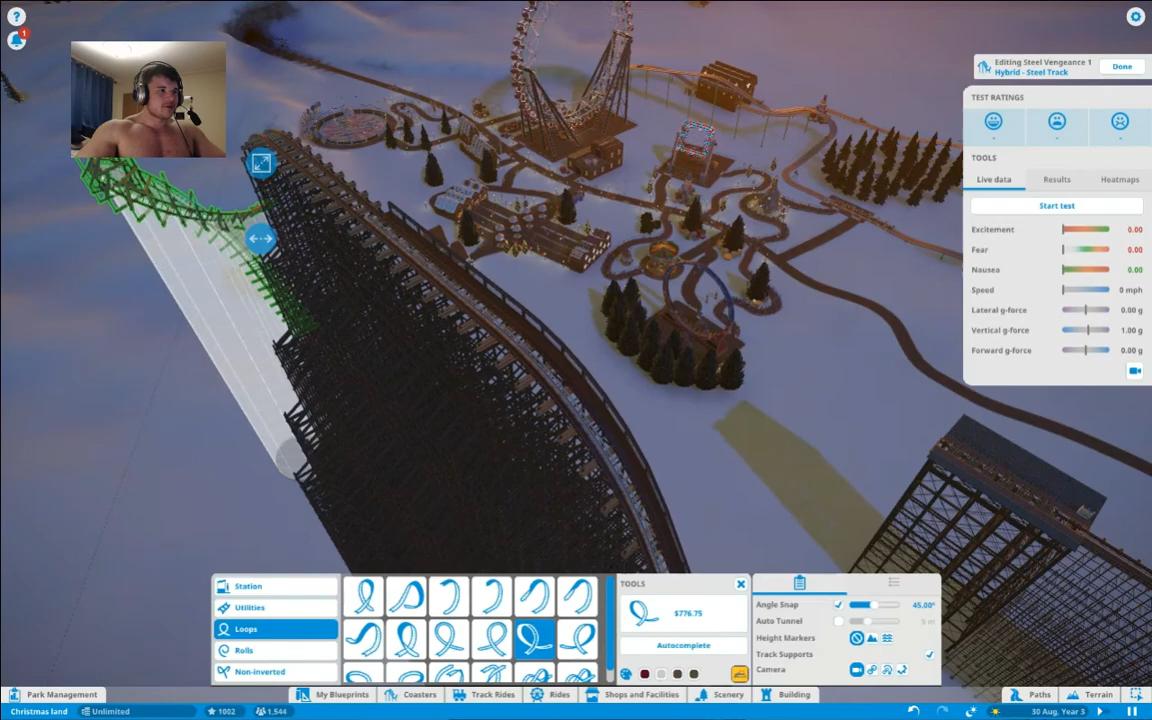 ?
1
Editing Steel Vengeance 1
Hybrid - Steel Track
Done
TEST RATINGS
- - -
TOOLS
Live data Results Heatmaps
Start test
Excitement 0.00
Fear 0.00
Nausea 0.00
Speed 0 mph
Lateral g-force 0.00 g
Vertical g-force 1.00 g
Forward g-force 0.00 g
Station
Utilities
Loops
Rolls
Non-inverted
TOOLS
$776.75
Autocomplete
Angle Snap 45.00°
Auto Tunnel 5 m
Height Markers
Track Supports
Camera
Park Management
My Blueprints Coasters Track Rides Rides Shops and Facilities Scenery Building
Paths Terrain
Christmas land Unlimited 1002 1,544 30 Aug, Year 3